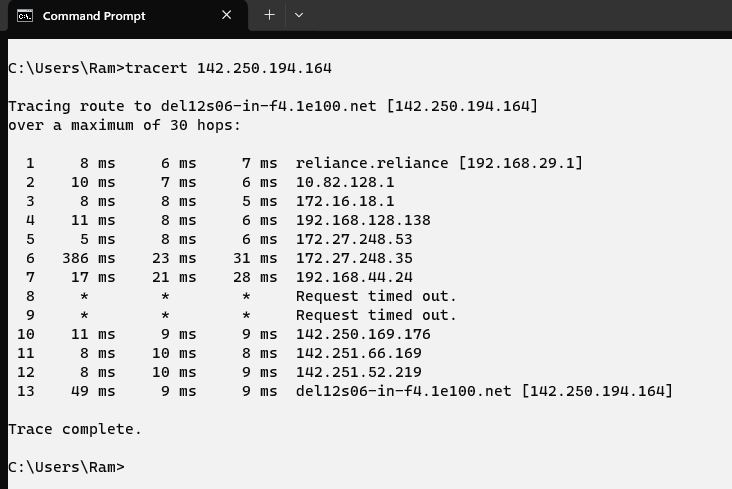 Command Prompt
C:\Users\Ram>tracert 142.250.194.164
Tracing route to del12s06-in-f4.1e100.net [142.250.194.164]
over a maximum of 30 hops:
1 8 ms 6 ms 7 ms reliance.reliance [192.168.29.1]
2 10 ms 7 ms 6 ms 10.82.128.1
3 8 ms 8 ms 5 ms 172.16.18.1
4 11 ms 8 ms 6 ms 192.168.128.138
5 5 ms 8 ms 6 ms 172.27.248.53
6 386 ms 23 ms 31 ms 172.27.248.35
7 17 ms 21 ms 28 ms 192.168.44.24
8 * * * Request timed out.
9 * * * Request timed out.
10 11 ms 9 ms 9 ms 142.250.169.176
11 8 ms 10 ms 8 ms 142.251.66.169
12 8 ms 10 ms 9 ms 142.251.52.219
13 49 ms 9 ms 9 ms del12s06-in-f4.1e100.net [142.250.194.164]
Trace complete.
C:\Users\Ram>